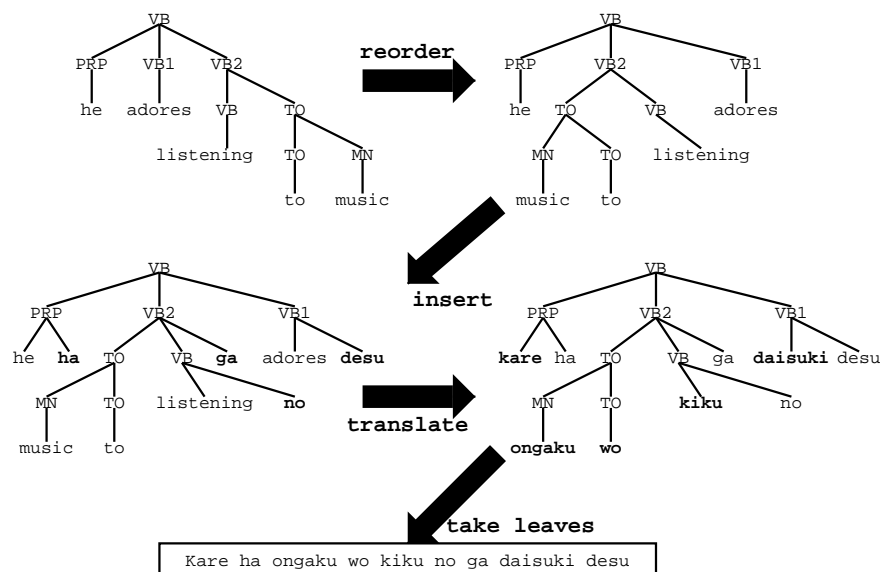 VB VB
reorder
PRP VB1 VB2 PRP VB2 VB1
he adores VB TO he TO VB adores
listening TO MN MN TO listening
to music music to
VB VB
insert
PRP VB2 VB1 PRP VB2 VB1
he ha TO VB ga adores desu kare ha TO VB ga daisuki desu
MN TO listening no MN TO kiku no
translate
music to ongaku wo
take leaves
Kare ha ongaku wo kiku no ga daisuki desu